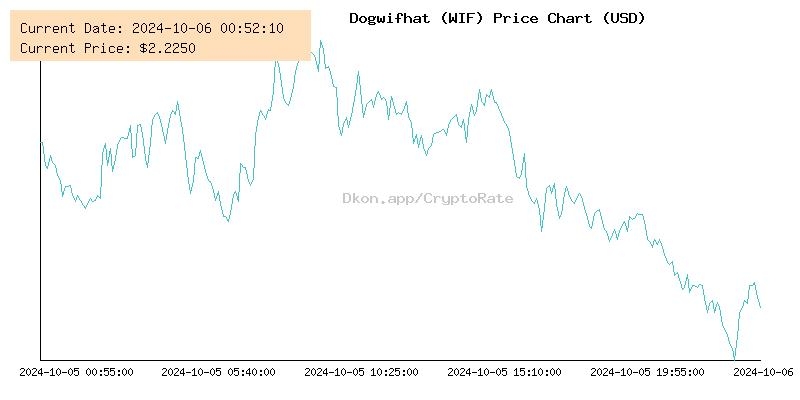 Dogwifhat (WIF) Price Chart (USD)
Current Date: 2024-10-06 00:52:10
Current Price: $2.2250
Dkon.app/CryptoRate
2024-10-05 00:55:00 2024-10-05 05:40:00 2024-10-05 10:25:00 2024-10-05 15:10:00 2024-10-05 19:55:00 2024-10-06